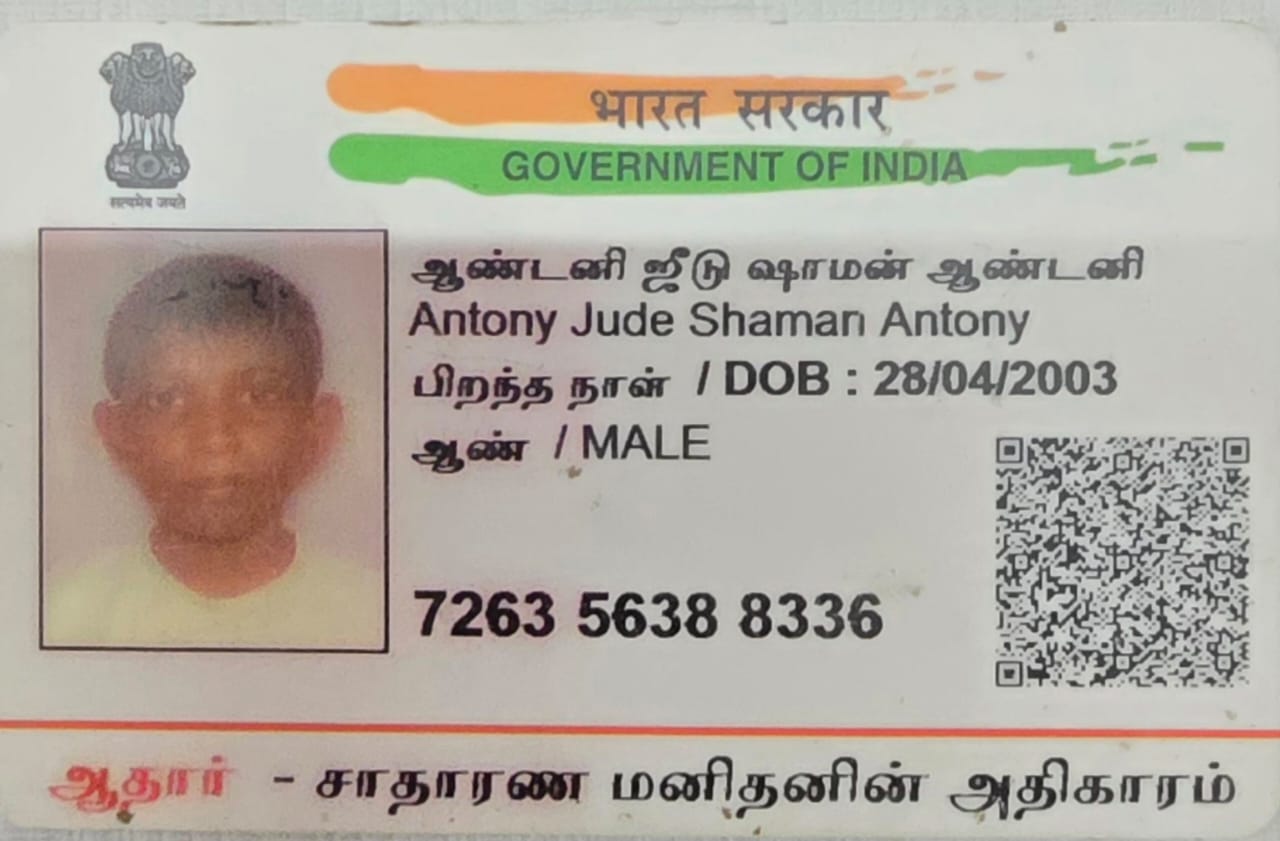 सत्यमेव जयते
भारत सरकार
GOVERNMENT OF INDIA
ஆண்டனி ஜீடு ஷாமன் ஆண்டனி
Antony Jude Shaman Antony
பிறந்த நாள் / DOB : 28/04/2003
ஆண் / MALE
7263 5638 8336
ஆதார் - சாதாரண மனிதனின் அதிகாரம்